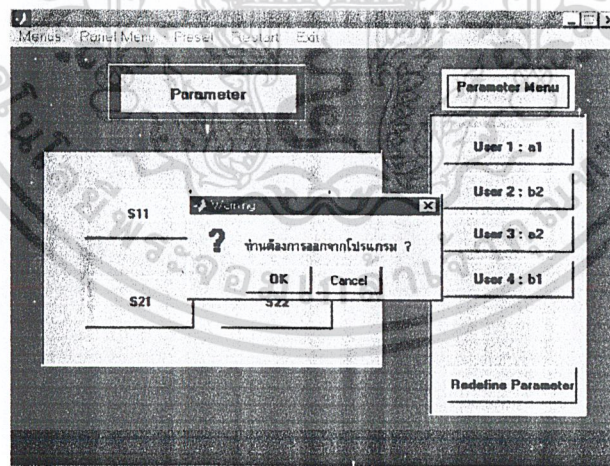 Menus Panel Menu Preset Restart Exit
Parameter
Parameter Menu
User 1 : a1
User 2 : b2
User 3 : a2
User 4 : b1
Redefine Parameter
S11
S21
S22
Warning
? ท่านต้องการออกจากโปรแกรม ?
OK Cancel